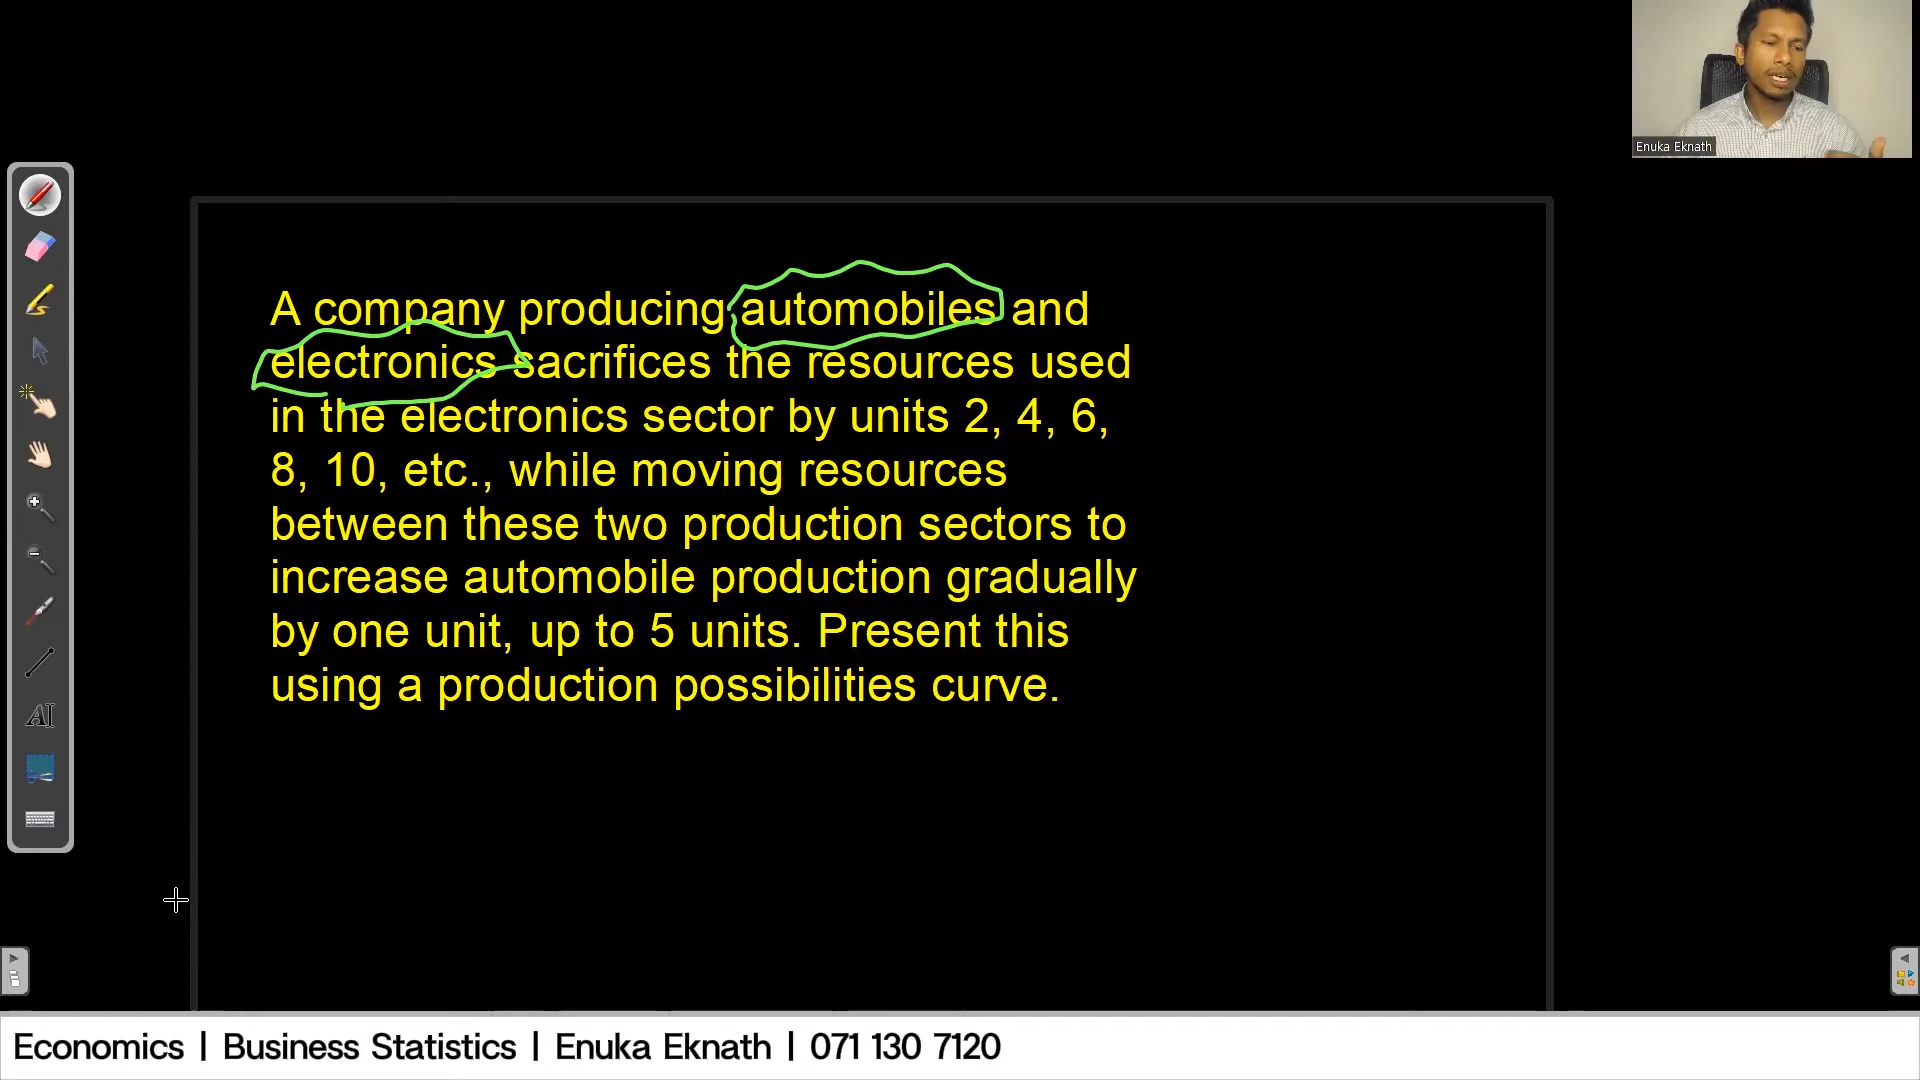 Enuka Eknath
A company producing automobiles and
electronics sacrifices the resources used
in the electronics sector by units 2, 4, 6,
8, 10, etc., while moving resources
between these two production sectors to
increase automobile production gradually
by one unit, up to 5 units. Present this
using a production possibilities curve.
AI
Economics | Business Statistics | Enuka Eknath | 071 130 7120